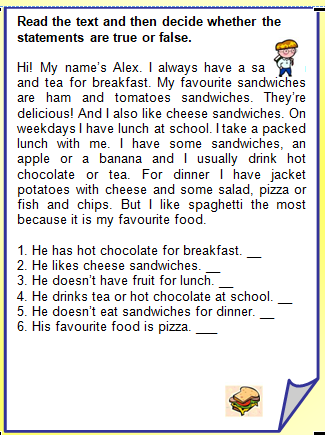 Read the text and then decide whether the
statements are true or false.
Hi! My name's Alex. I always have a sa
and tea for breakfast. My favourite sandwiches
are ham and tomatoes sandwiches. They're
delicious! And I also like cheese sandwiches. On
weekdays I have lunch at school. I take a packed
lunch with me. I have some sandwiches, an
apple or a banana and I usually drink hot
chocolate or tea. For dinner I have jacket
potatoes with cheese and some salad, pizza or
fish and chips. But I like spaghetti the most
because it is my favourite food.
1. He has hot chocolate for breakfast. __
2. He likes cheese sandwiches. __
3. He doesn't have fruit for lunch. __
4. He drinks tea or hot chocolate at school. __
5. He doesn't eat sandwiches for dinner. __
6. His favourite food is pizza. ___